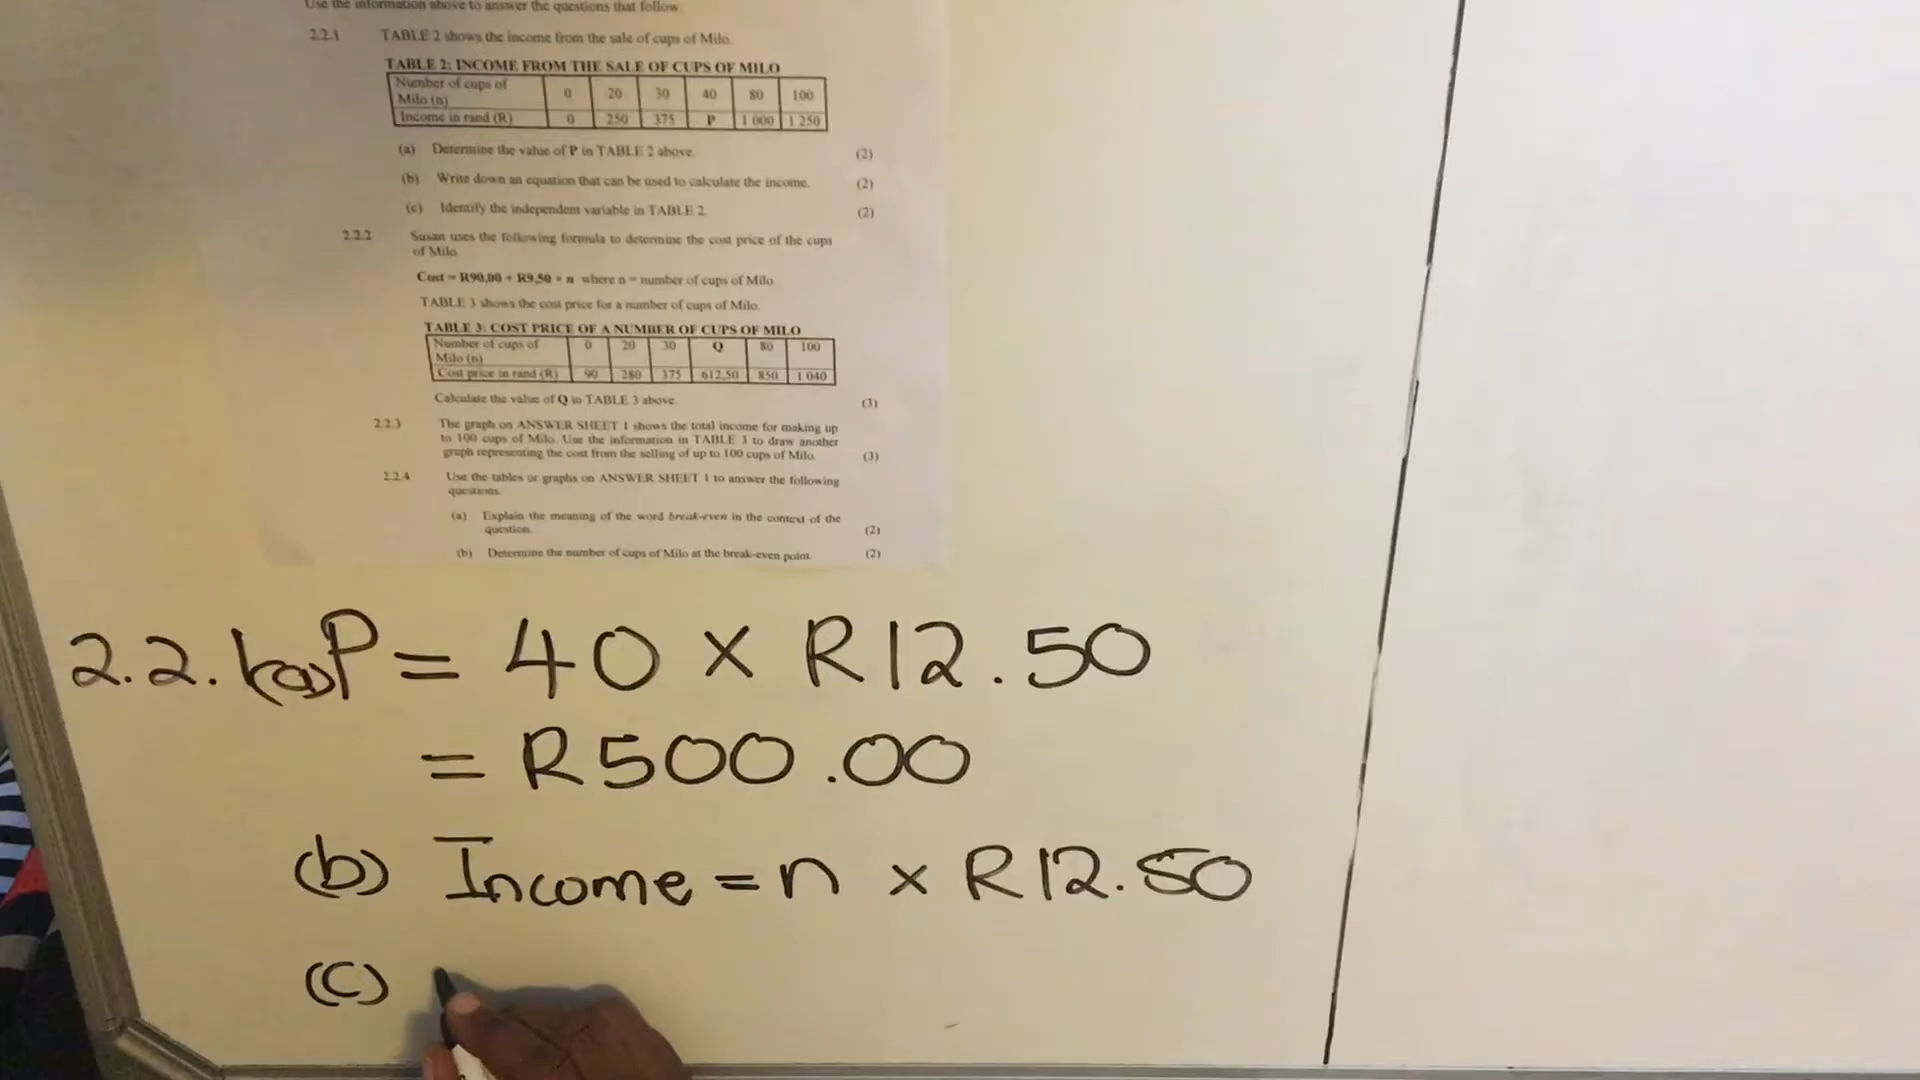 Use the information above to answer the questions that follow
2.2.1 TABLE 2 shows the income from the sale of cups of Milo.
TABLE 2: INCOME FROM THE SALE OF CUPS OF MILO
Number of cups of Milo (n) 0 20 30 40 80 100
Income in rand (R) 0 250 375 P 1 000 1 250
(a) Determine the value of P in TABLE 2 above. (2)
(b) Write down an equation that can be used to calculate the income. (2)
(c) Identify the independent variable in TABLE 2. (2)
2.2.2 Susan uses the following formula to determine the cost price of the cups
of Milo.
Cost = R90,00 + R9,50 × n where n = number of cups of Milo
TABLE 3 shows the cost price for a number of cups of Milo.
TABLE 3: COST PRICE OF A NUMBER OF CUPS OF MILO
Number of cups of Milo (n) 0 20 30 Q 80 100
Cost price in rand (R) 90 280 375 612,50 850 1 040
Calculate the value of Q in TABLE 3 above. (3)
2.2.3 The graph on ANSWER SHEET 1 shows the total income for making up
to 100 cups of Milo. Use the information in TABLE 3 to draw another
graph representing the cost from the selling of up to 100 cups of Milo. (3)
2.2.4 Use the tables or graphs on ANSWER SHEET 1 to answer the following
questions.
(a) Explain the meaning of the word break-even in the context of the
question. (2)
(b) Determine the number of cups of Milo at the break-even point. (2)
2.2.1(a) P = 40 × R12.50
= R500.00
(b) Income = n × R12.50
(c)